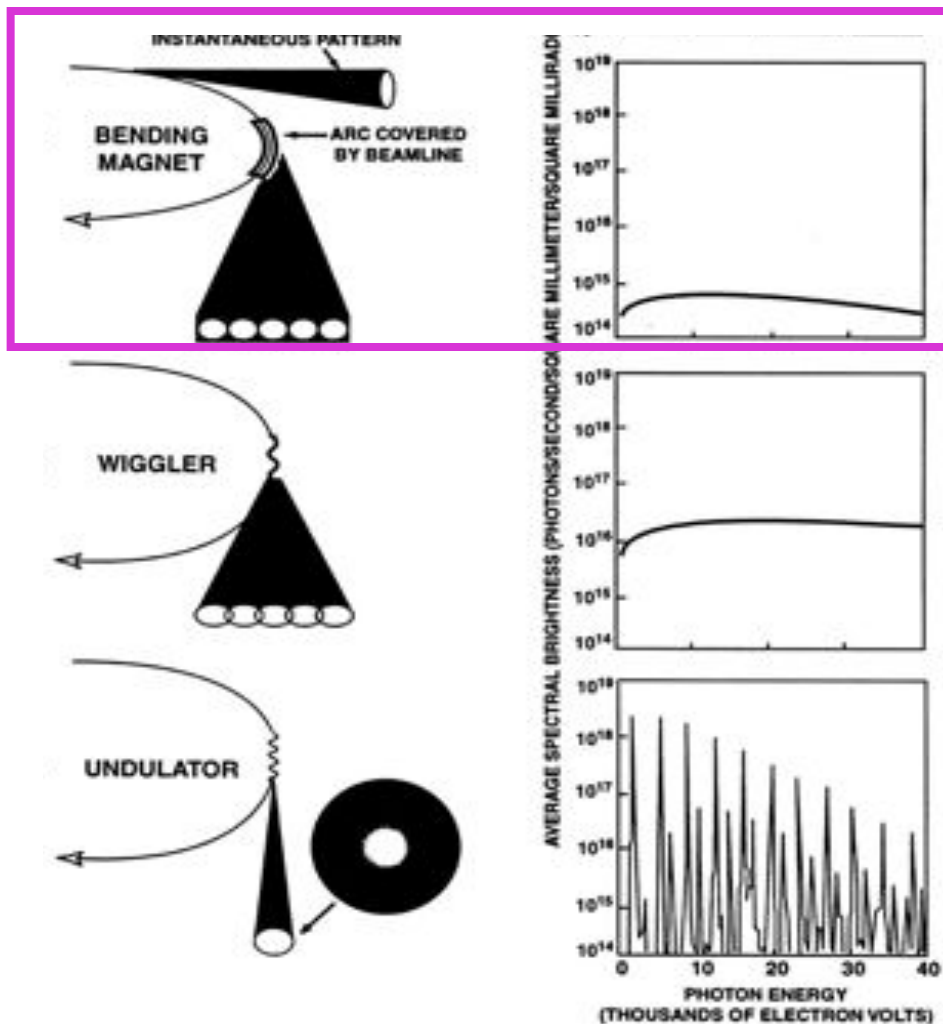 INSTANTANEOUS PATTERN
BENDING
MAGNET
ARC COVERED
BY BEAMLINE
10¹⁹
10¹⁸
10¹⁷
10¹⁶
10¹⁵
10¹⁴
WIGGLER
10¹⁹
10¹⁸
10¹⁷
10¹⁶
10¹⁵
10¹⁴
UNDULATOR
10¹⁹
10¹⁸
10¹⁷
10¹⁶
10¹⁵
10¹⁴
0 10 20 30 40
PHOTON ENERGY
(THOUSANDS OF ELECTRON VOLTS)
AVERAGE SPECTRAL BRIGHTNESS (PHOTONS/SECOND/SQUARE MILLIMETER/SQUARE